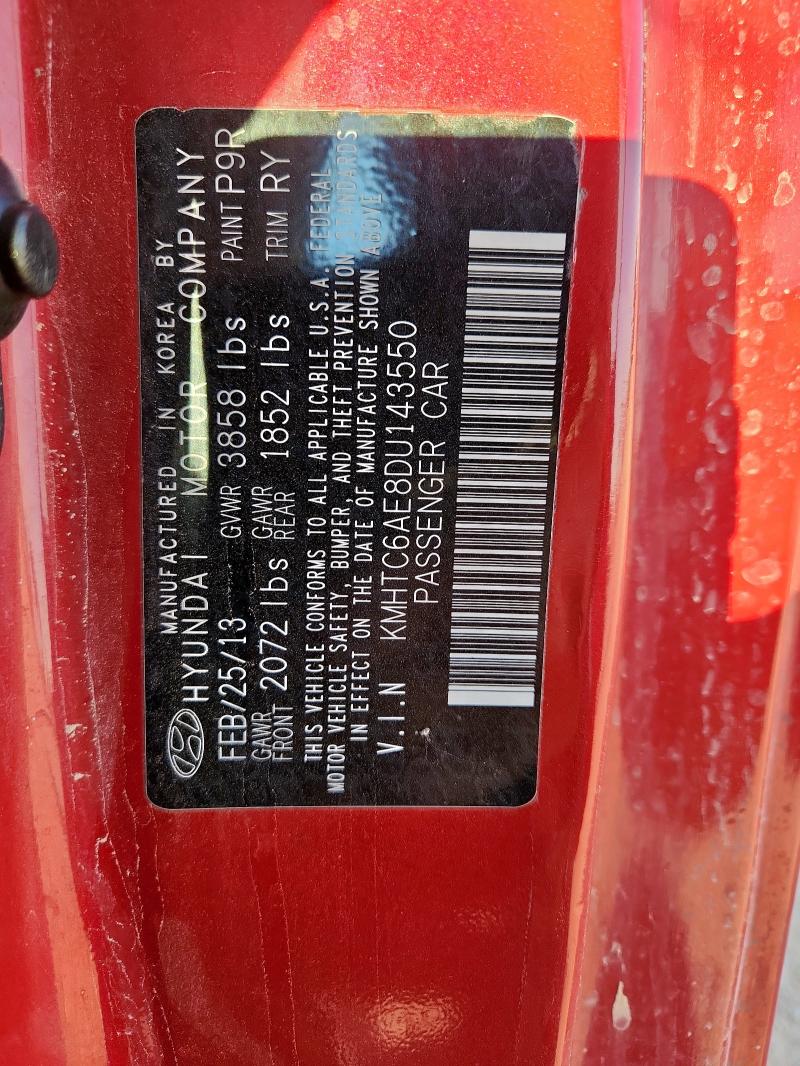 MANUFACTURED IN KOREA BY
HYUNDAI MOTOR COMPANY
FEB/25/13 GVWR 3858 lbs PAINT P9R
GAWR FRONT 2072 lbs GAWR REAR 1852 lbs TRIM RY
THIS VEHICLE CONFORMS TO ALL APPLICABLE U.S.A. FEDERAL
MOTOR VEHICLE SAFETY, BUMPER, AND THEFT PREVENTION STANDARDS
IN EFFECT ON THE DATE OF MANUFACTURE SHOWN ABOVE
V.I.N KMHTC6AE8DU143550
PASSENGER CAR